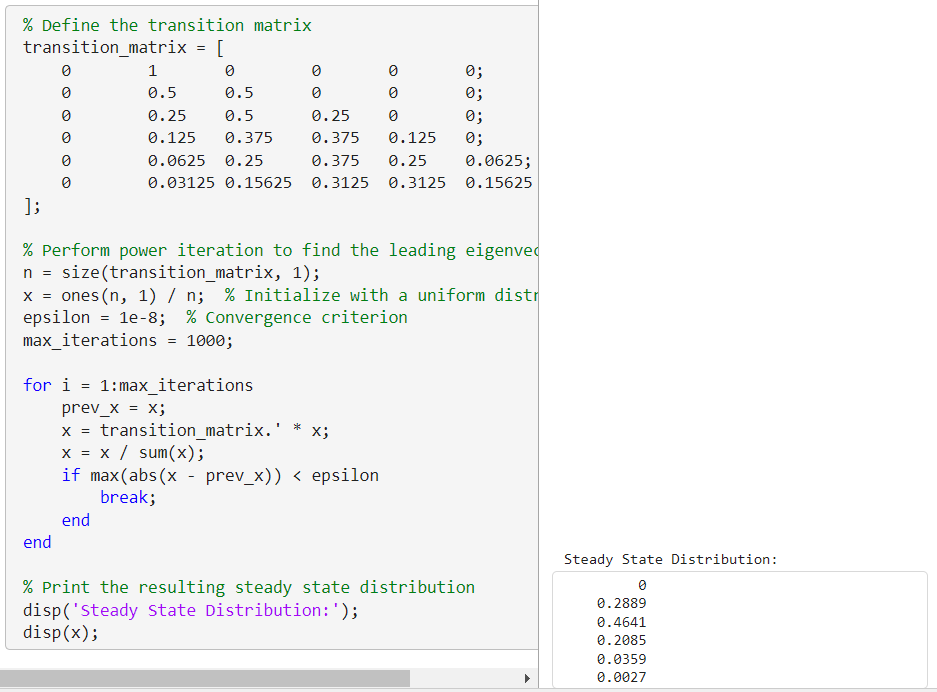 % Define the transition matrix
transition_matrix = [
0 1 0 0 0 0;
0 0.5 0.5 0 0 0;
0 0.25 0.5 0.25 0 0;
0 0.125 0.375 0.375 0.125 0;
0 0.0625 0.25 0.375 0.25 0.0625;
0 0.03125 0.15625 0.3125 0.3125 0.15625
];
% Perform power iteration to find the leading eigenvec
n = size(transition_matrix, 1);
x = ones(n, 1) / n;  % Initialize with a uniform distr
epsilon = 1e-8;  % Convergence criterion
max_iterations = 1000;
for i = 1:max_iterations
prev_x = x;
x = transition_matrix.' * x;
x = x / sum(x);
if max(abs(x - prev_x)) < epsilon
break;
end
end
% Print the resulting steady state distribution
disp('Steady State Distribution:');
disp(x);
Steady State Distribution:
0
0.2889
0.4641
0.2085
0.0359
0.0027